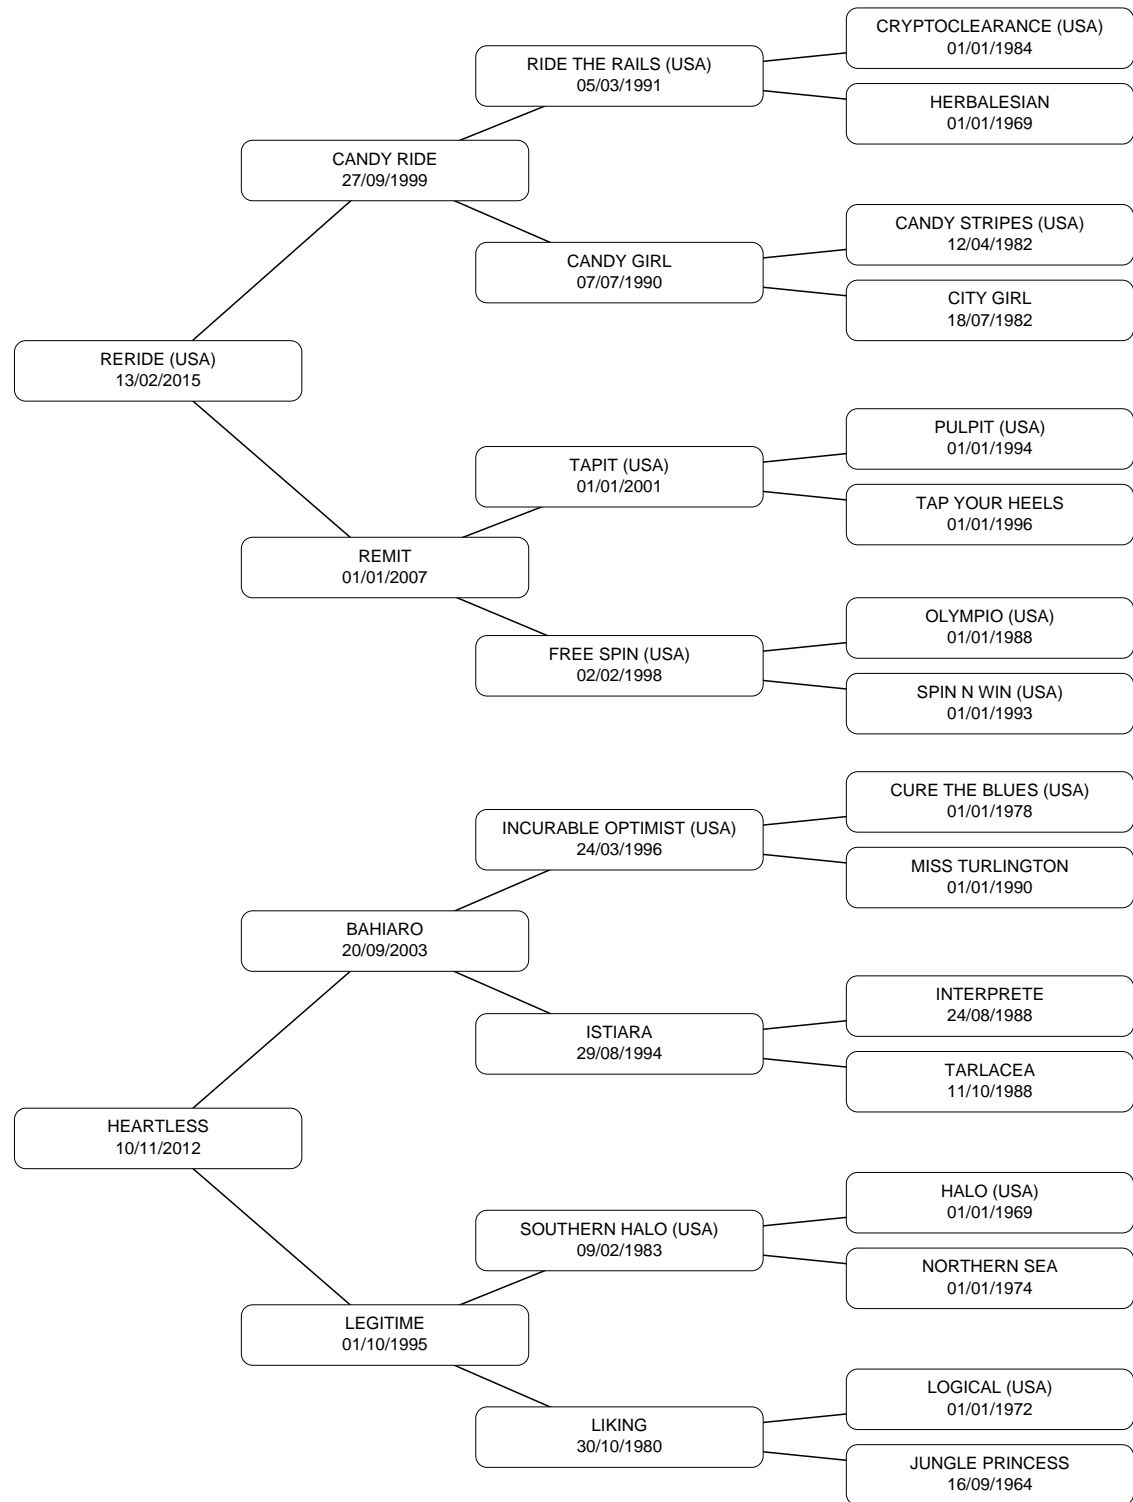 CRYPTOCLEARANCE (USA)
01/01/1984
RIDE THE RAILS (USA)
05/03/1991
HERBALESIAN
01/01/1969
CANDY RIDE
27/09/1999
CANDY STRIPES (USA)
12/04/1982
CANDY GIRL
07/07/1990
CITY GIRL
18/07/1982
RERIDE (USA)
13/02/2015
PULPIT (USA)
01/01/1994
TAPIT (USA)
01/01/2001
TAP YOUR HEELS
01/01/1996
REMIT
01/01/2007
OLYMPIO (USA)
01/01/1988
FREE SPIN (USA)
02/02/1998
SPIN N WIN (USA)
01/01/1993
CURE THE BLUES (USA)
01/01/1978
INCURABLE OPTIMIST (USA)
24/03/1996
MISS TURLINGTON
01/01/1990
BAHIARO
20/09/2003
INTERPRETE
24/08/1988
ISTIARA
29/08/1994
TARLACEA
11/10/1988
HEARTLESS
10/11/2012
HALO (USA)
01/01/1969
SOUTHERN HALO (USA)
09/02/1983
NORTHERN SEA
01/01/1974
LEGITIME
01/10/1995
LOGICAL (USA)
01/01/1972
LIKING
30/10/1980
JUNGLE PRINCESS
16/09/1964